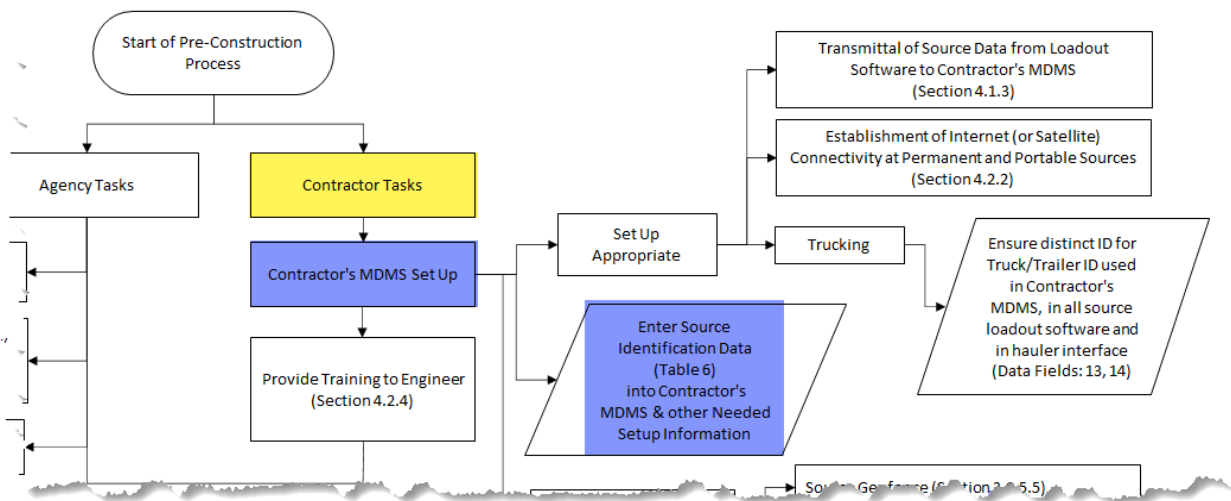 Start of Pre-Construction
Process
Agency Tasks
Contractor Tasks
Contractor's MDMS Set Up
Provide Training to Engineer
(Section 4.2.4)
Set Up
Appropriate
Enter Source
Identification Data
(Table 6)
into Contractor's
MDMS & other Needed
Setup Information
Transmittal of Source Data from Loadout
Software to Contractor's MDMS
(Section 4.1.3)
Establishment of Internet (or Satellite)
Connectivity at Permanent and Portable Sources
(Section 4.2.2)
Trucking
Ensure distinct ID for
Truck/Trailer ID used
in Contractor's
MDMS, in all source
loadout software and
in hauler interface
(Data Fields: 13, 14)